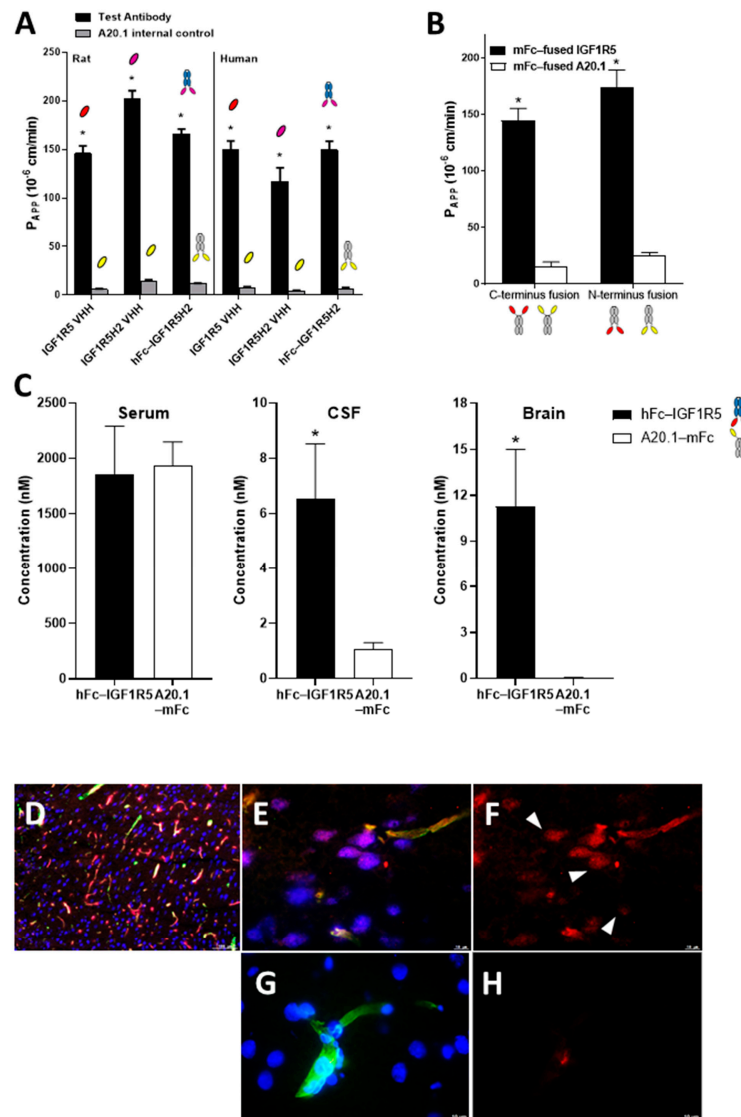 A
Test Antibody
A20.1 internal control
Rat
Human
P_APP (10^-6 cm/min)
200
150
100
50
0
*
*
*
*
*
*
IGF1R5 VHH
IGF1R5H2 VHH
hFc–IGF1R5H2
IGF1R5 VHH
IGF1R5H2 VHH
hFc–IGF1R5H2
B
mFc–fused IGF1R5
mFc–fused A20.1
P_APP (10^-6 cm/min)
200
150
100
50
0
*
*
C-terminus fusion
N-terminus fusion
C
Serum
Concentration (nM)
2500
2000
1500
1000
500
0
hFc–IGF1R5 A20.1
–mFc
CSF
Concentration (nM)
10
8
6
4
2
0
*
hFc–IGF1R5 A20.1
–mFc
Brain
Concentration (nM)
18
15
12
9
6
3
0
*
hFc–IGF1R5 A20.1
–mFc
hFc–IGF1R5
A20.1–mFc
D
E
F
G
H